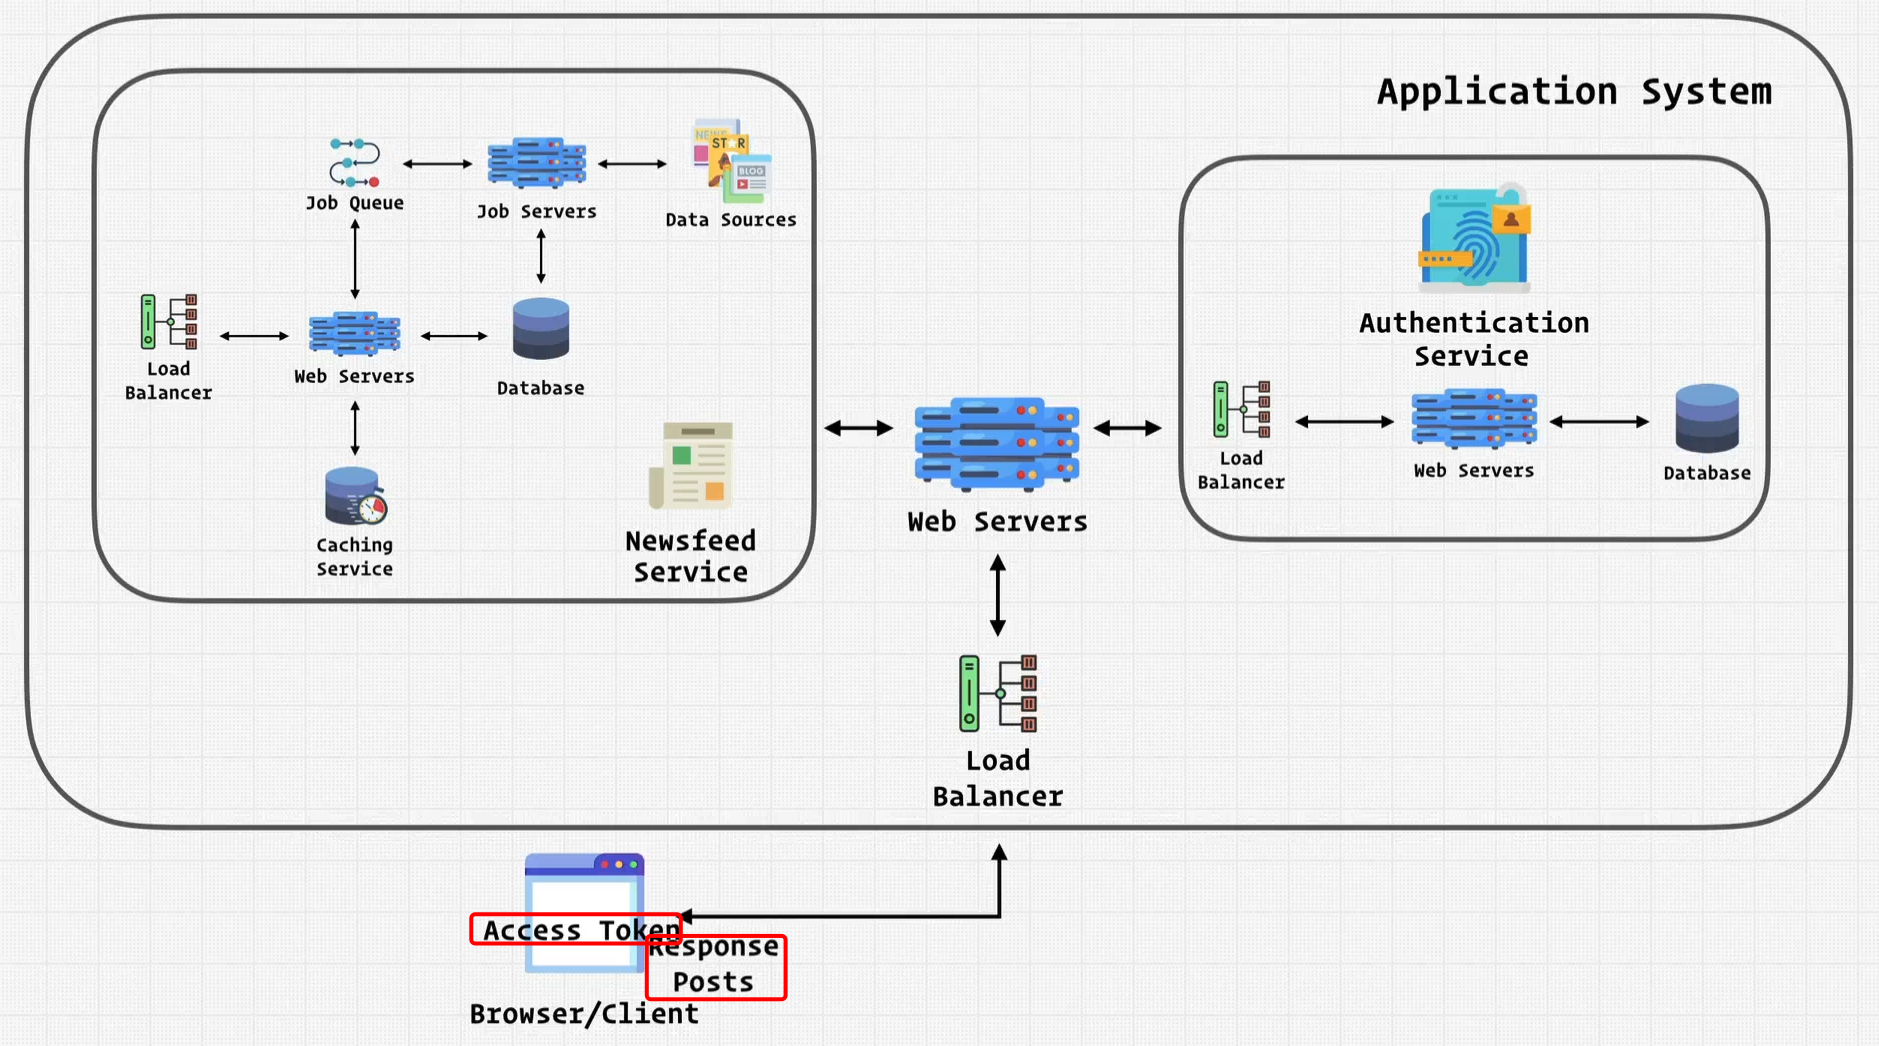 Application System
NEWS
STAR
BLOG
Job Queue
Job Servers
Data Sources
Load
Balancer
Web Servers
Database
Caching
Service
Newsfeed
Service
Web Servers
Authentication
Service
Load
Balancer
Web Servers
Database
Load
Balancer
Access Token
Response
Posts
Browser/Client